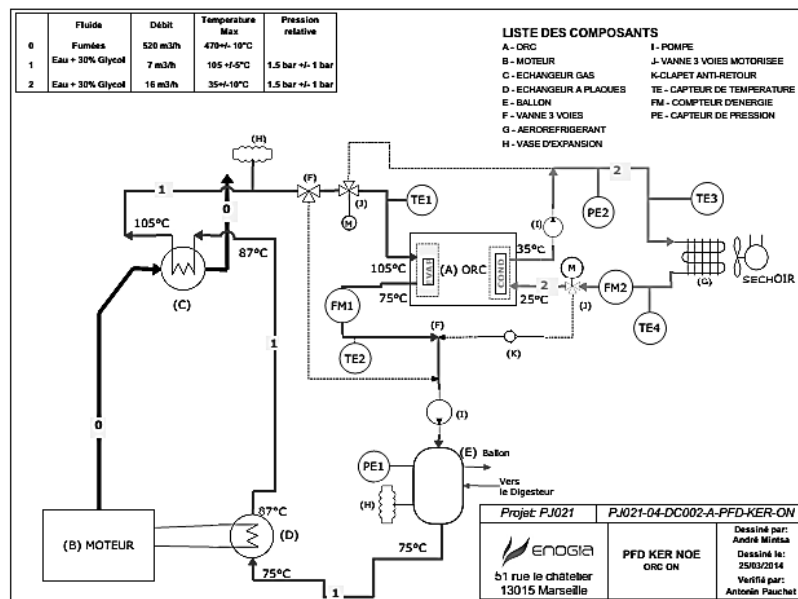 Fluide Débit Temperature Max Pression relative
0 Fumées 520 m3/h 470+/- 10°C
1 Eau + 30% Glycol 7 m3/h 105 +/-5°C 1.5 bar +/- 1 bar
2 Eau + 30% Glycol 16 m3/h 35+/-10°C 1.5 bar +/- 1 bar
LISTE DES COMPOSANTS
A - ORC
B - MOTEUR
C - ECHANGEUR GAS
D - ECHANGEUR A PLAQUES
E - BALLON
F - VANNE 3 VOIES
G - AEROREFRIGERANT
H - VASE D'EXPANSION
I - POMPE
J- VANNE 3 VOIES MOTORISEE
K-CLAPET ANTI-RETOUR
TE - CAPTEUR DE TEMPERATURE
FM - COMPTEUR D'ENERGIE
PE - CAPTEUR DE PRESSION
(H)
1
0
(F)
(J)
M
TE1
2
PE2
TE3
(I)
105°C
87°C
(C)
35°C
105°C
EVAP
(A) ORC
COND
75°C
25°C
2
M
(J)
FM2
(G)
SECHOIR
FM1
TE2
(F)
(K)
TE4
1
0
(I)
PE1
(E) Ballon
Vers
le Digesteur
(H)
87°C
(B) MOTEUR
(D)
75°C
75°C
1
Projet: PJ021
PJ021-04-DC002-A-PFD-KER-ON
ENOGIA
51 rue le châtelier
13015 Marseille
PFD KER NOE
ORC ON
Dessiné par:
André Mintsa
Dessiné le:
25/03/2014
Vérifié par:
Antonin Pauchet